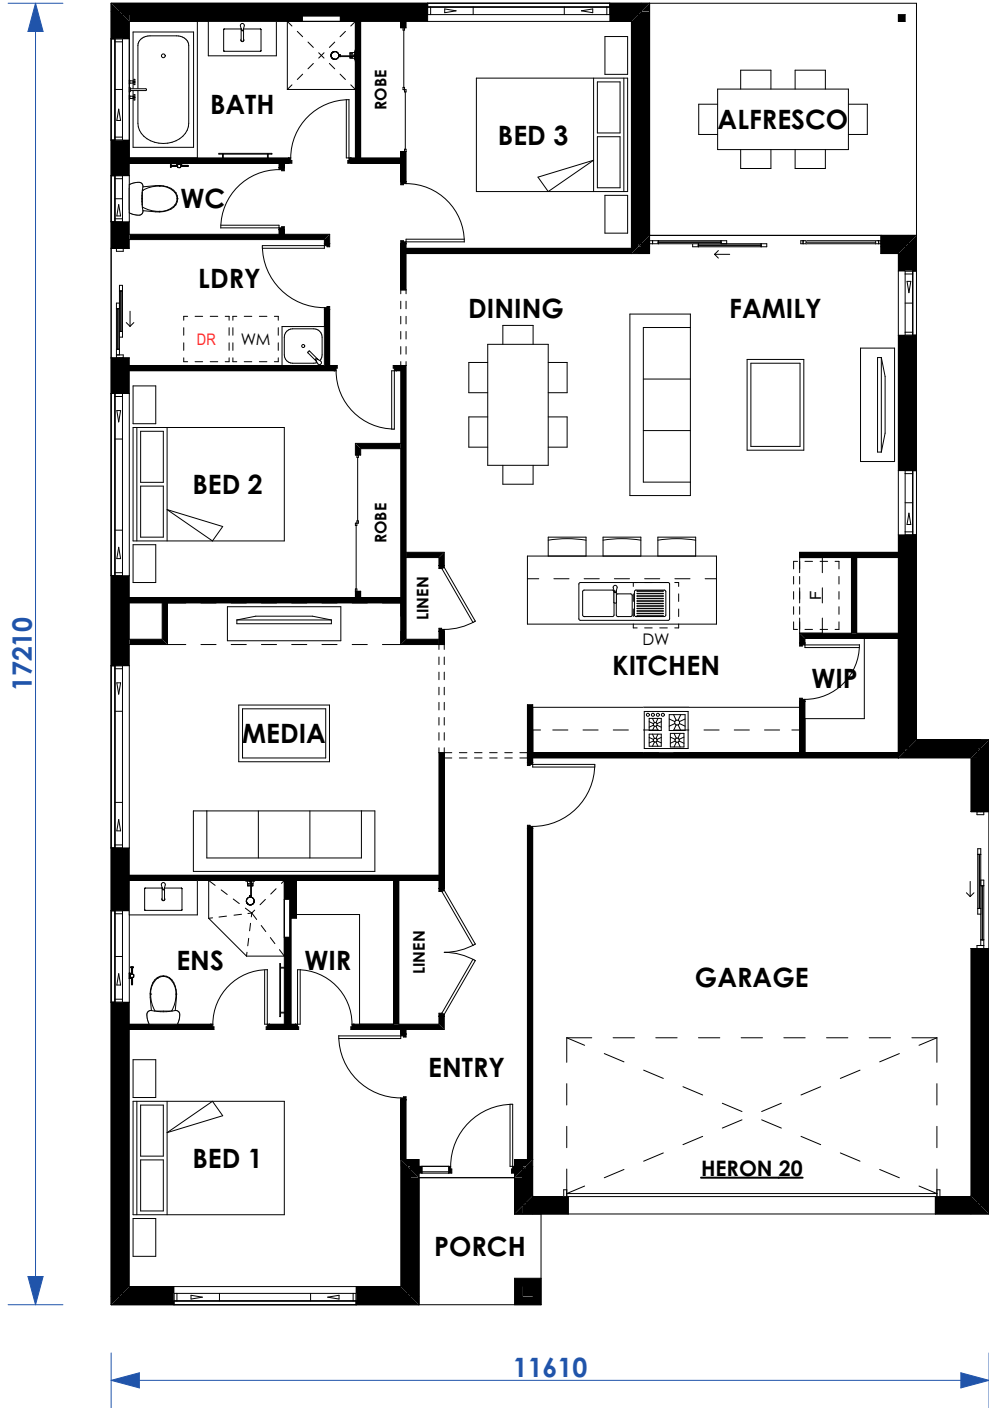 BATH
ROBE
BED 3
ALFRESCO
WC
LDRY
DR
WM
DINING
FAMILY
BED 2
ROBE
LINEN
F
DW
KITCHEN
WIP
17210
MEDIA
ENS
WIR
LINEN
GARAGE
ENTRY
BED 1
HERON 20
PORCH
11610